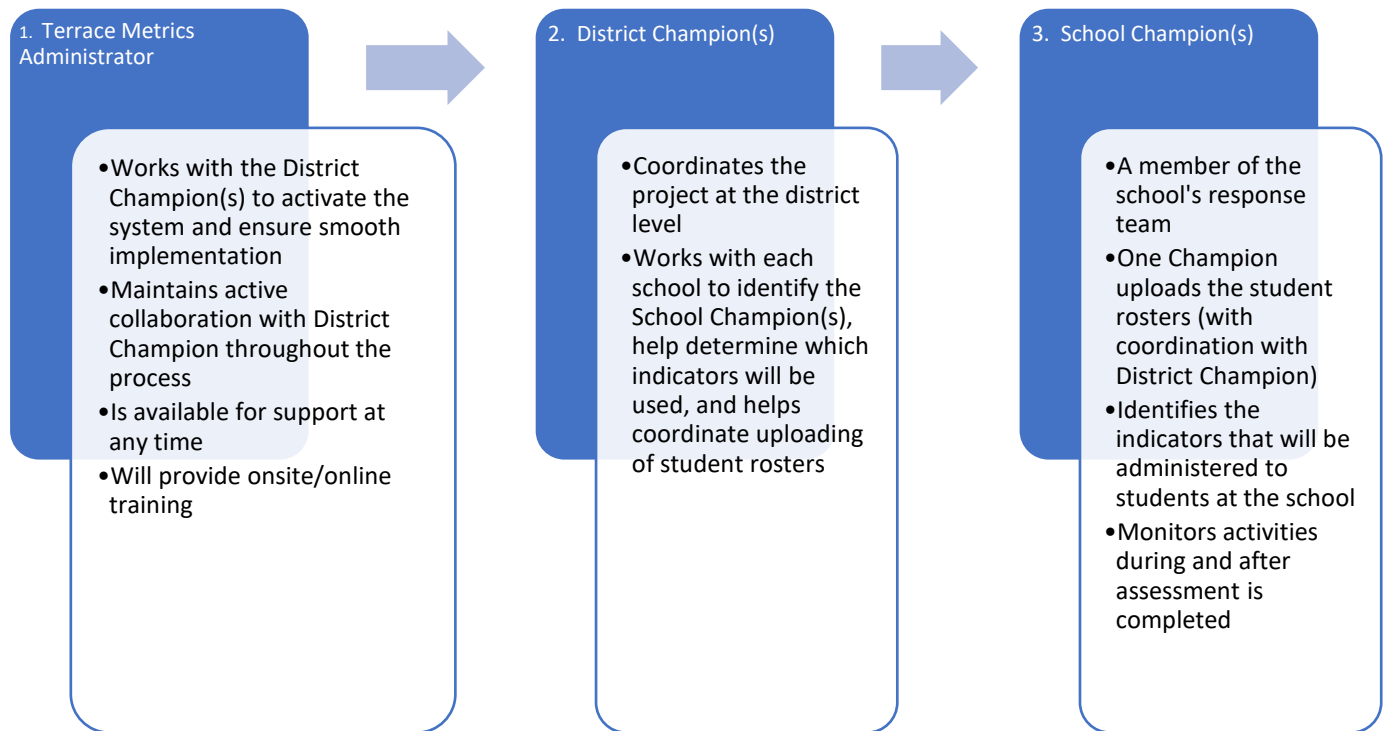 1. Terrace Metrics
Administrator
•Works with the District
Champion(s) to activate the
system and ensure smooth
implementation
•Maintains active
collaboration with District
Champion throughout the
process
•Is available for support at
any time
•Will provide onsite/online
training
2. District Champion(s)
•Coordinates the
project at the district
level
•Works with each
school to identify the
School Champion(s),
help determine which
indicators will be
used, and helps
coordinate uploading
of student rosters
3. School Champion(s)
•A member of the
school's response
team
•One Champion
uploads the student
rosters (with
coordination with
District Champion)
•Identifies the
indicators that will be
administered to
students at the school
•Monitors activities
during and after
assessment is
completed